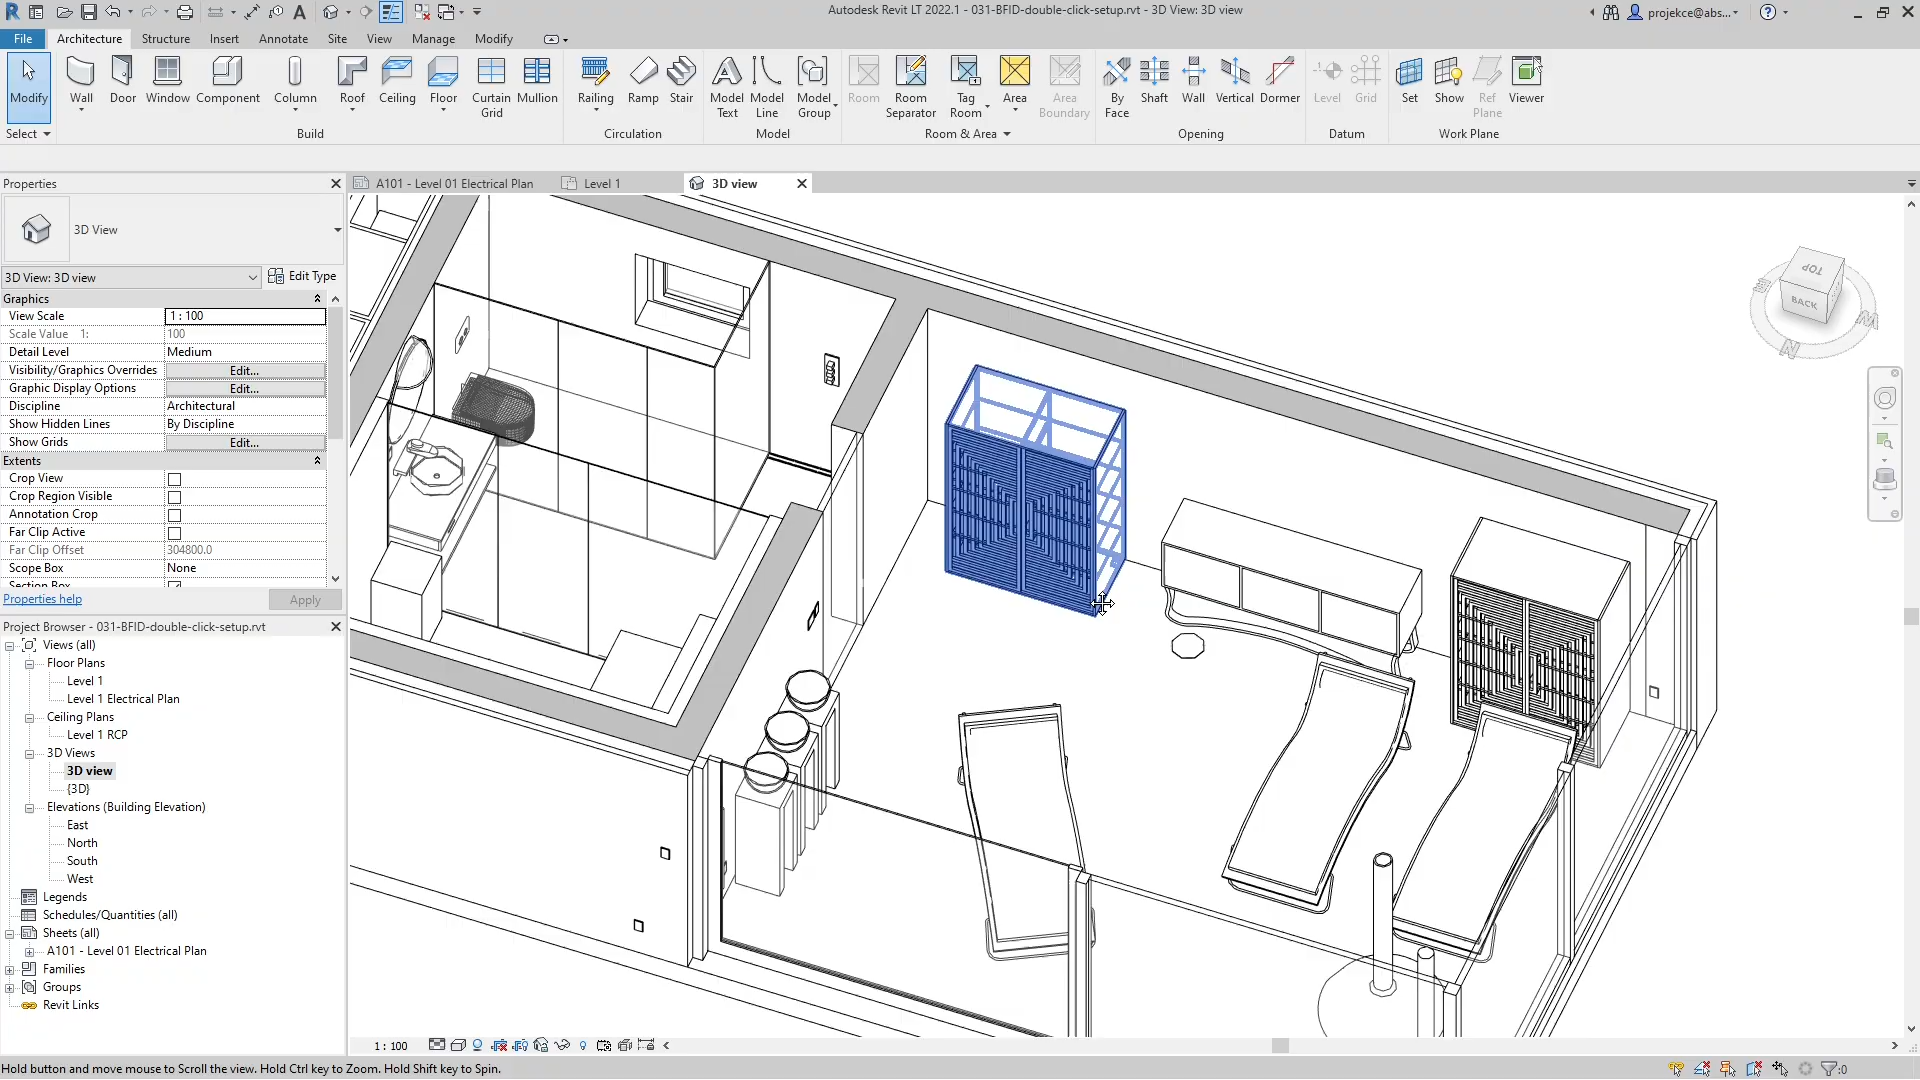 Autodesk Revit LT 2022.1 - 031-BFID-double-click-setup.rvt - 3D View: 3D view
projekce@abs...
File Architecture Structure Insert Annotate Site View Manage Modify
Modify Wall Door Window Component Column Roof Ceiling Floor Curtain Grid Mullion Railing Ramp Stair Model Text Model Line Model Group Room Room Separator Tag Room Area Area Boundary By Face Shaft Wall Vertical Dormer Level Grid Set Show Ref Plane Viewer
Select Build Circulation Model Room & Area Opening Datum Work Plane
Properties
A101 - Level 01 Electrical Plan Level 1 3D view
3D View
3D View: 3D view Edit Type
Graphics
View Scale 1 : 100
Scale Value 1: 100
Detail Level Medium
Visibility/Graphics Overrides Edit...
Graphic Display Options Edit...
Discipline Architectural
Show Hidden Lines By Discipline
Show Grids Edit...
Extents
Crop View
Crop Region Visible
Annotation Crop
Far Clip Active
Far Clip Offset 304800.0
Scope Box None
Section Box
Properties help Apply
Project Browser - 031-BFID-double-click-setup.rvt
Views (all)
Floor Plans
Level 1
Level 1 Electrical Plan
Ceiling Plans
Level 1 RCP
3D Views
3D view
{3D}
Elevations (Building Elevation)
East
North
South
West
Legends
Schedules/Quantities (all)
Sheets (all)
A101 - Level 01 Electrical Plan
Families
Groups
Revit Links
TOP
BACK
E
W
N
1 : 100
Hold button and move mouse to Scroll the view. Hold Ctrl key to Zoom. Hold Shift key to Spin.
:0